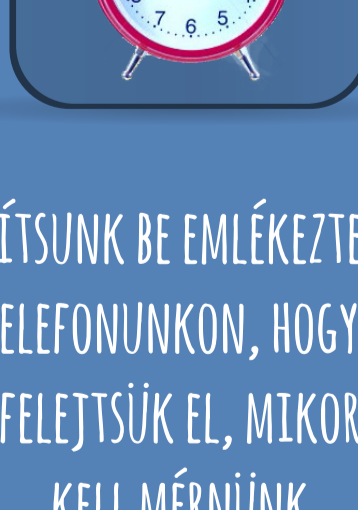 7 6 5
ÍTSUNK BE EMLÉKEZTE
ELEFONUNKON, HOGY
FELEJTSÜK EL, MIKOR
KELL MÉRNÜNK